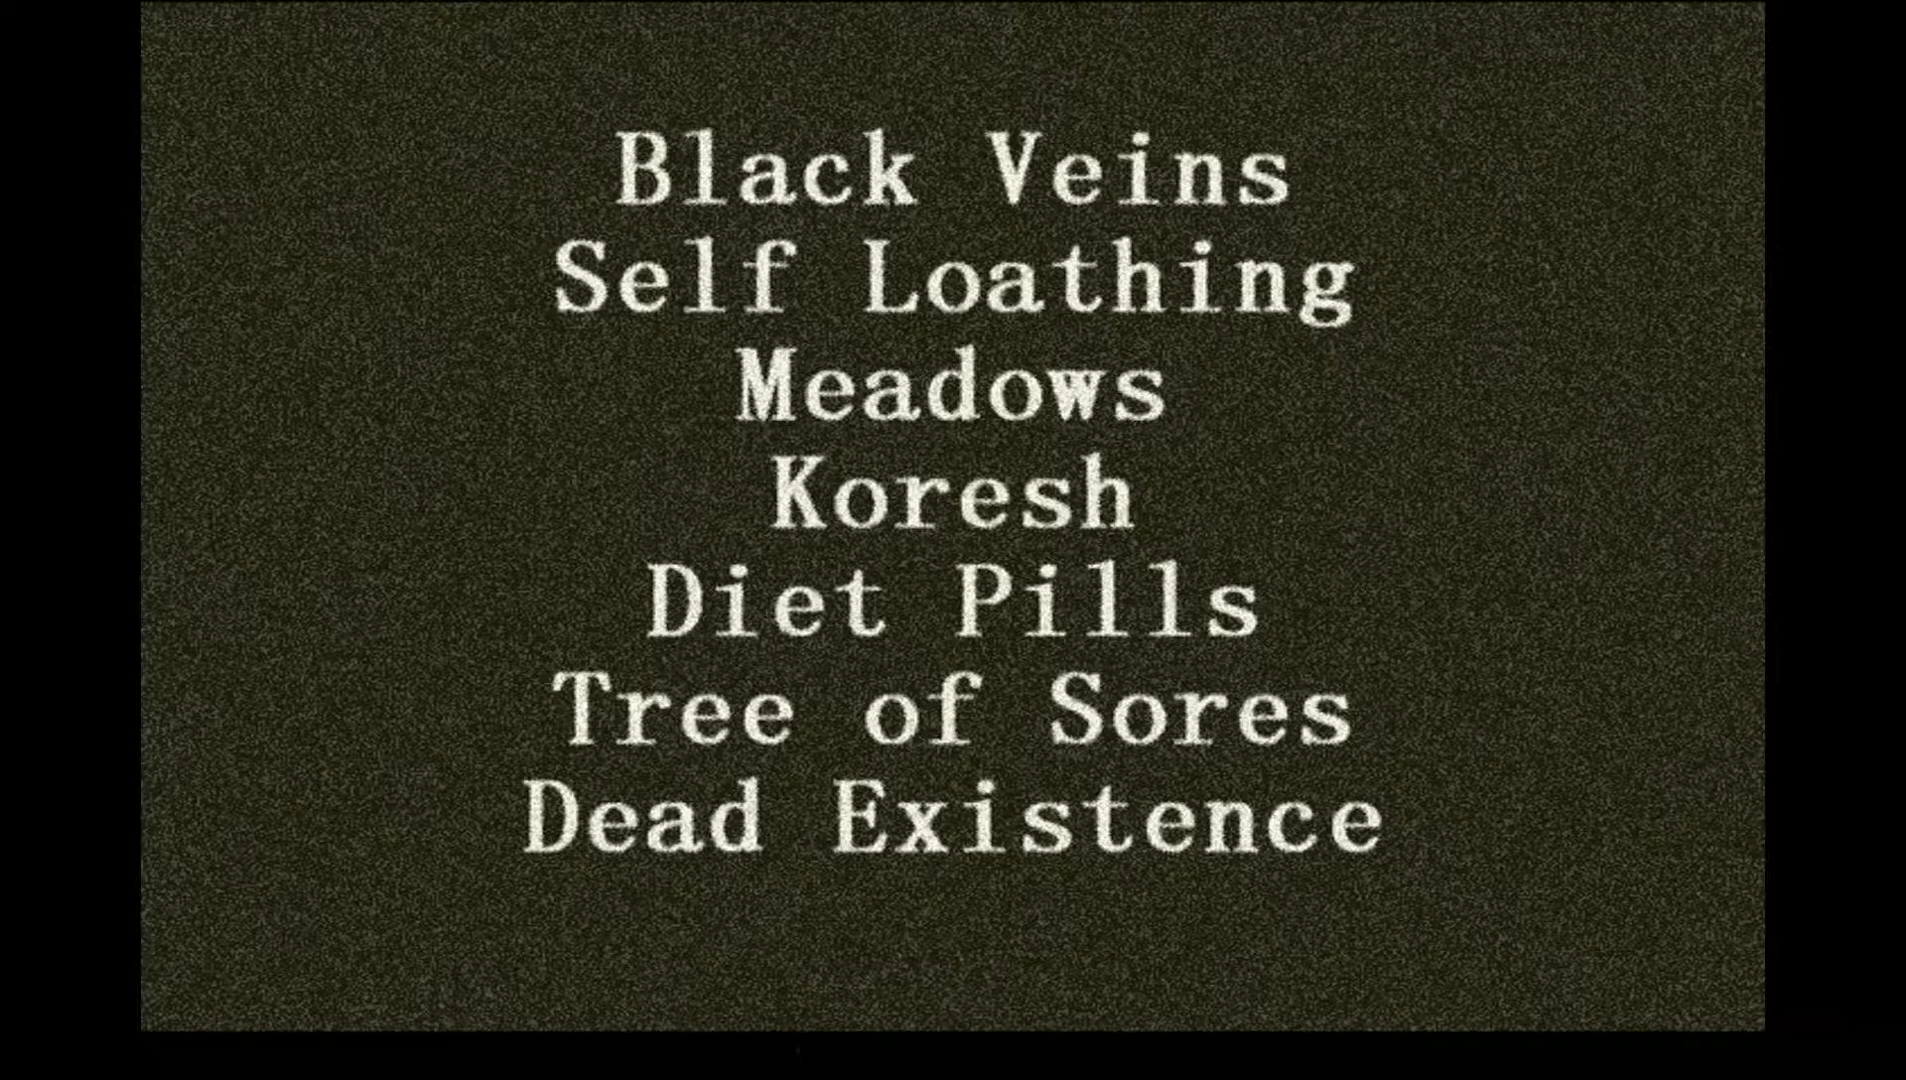 Black Veins
Self Loathing
Meadows
Koresh
Diet Pills
Tree of Sores
Dead Existence